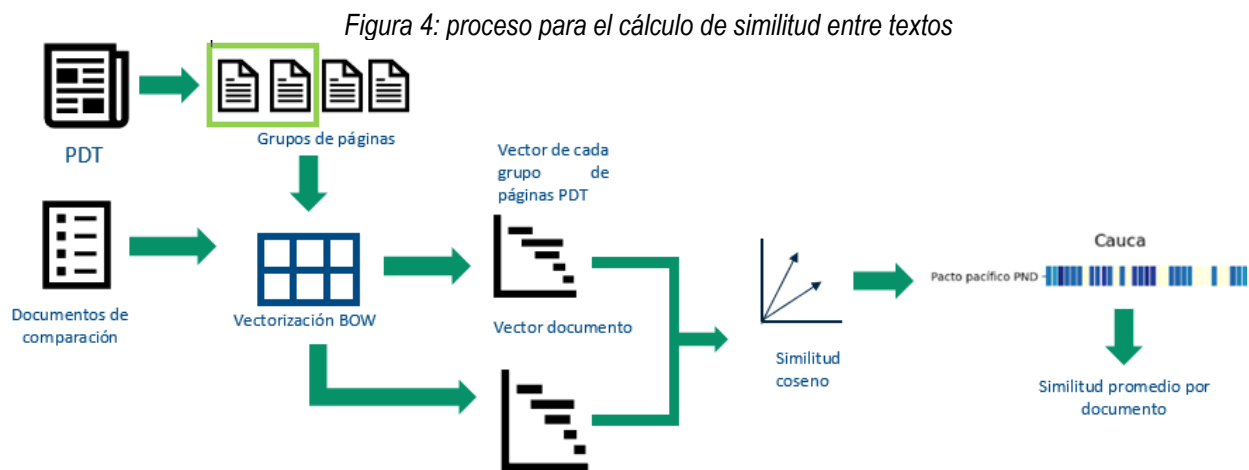 Figura 4: proceso para el cálculo de similitud entre textos
PDT
Grupos de páginas
Documentos de
comparación
Vectorización BOW
Vector de cada
grupo de
páginas PDT
Vector documento
Similitud
coseno
Cauca
Pacto pacífico PND
Similitud promedio por
documento